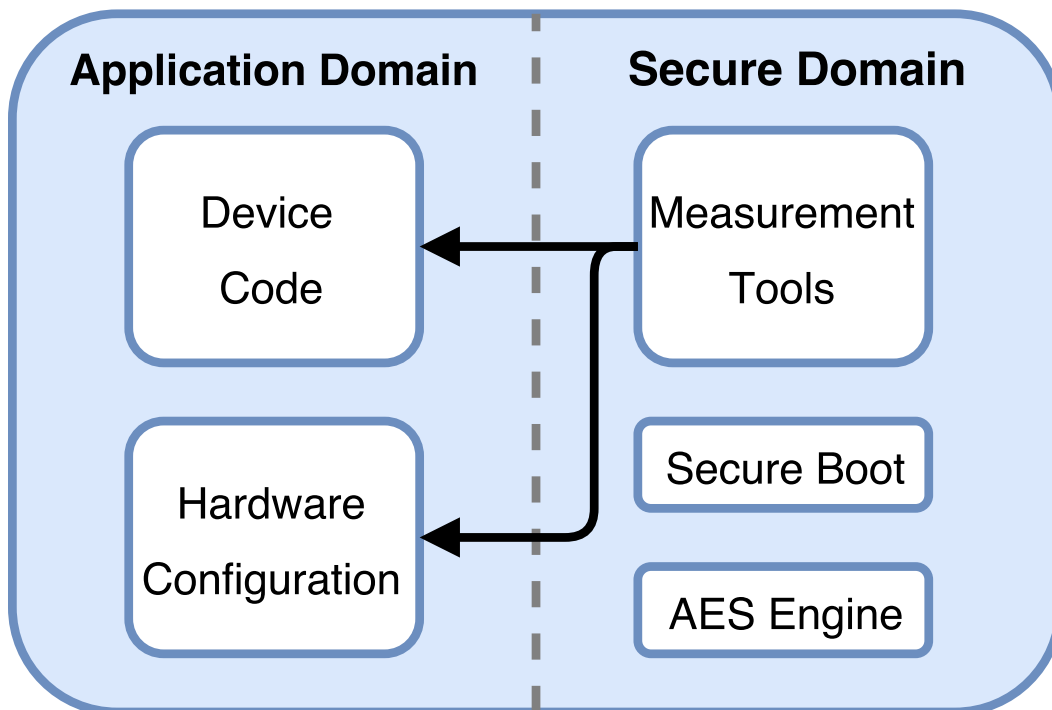 Application Domain
Secure Domain
Device
Code
Measurement
Tools
Hardware
Configuration
Secure Boot
AES Engine